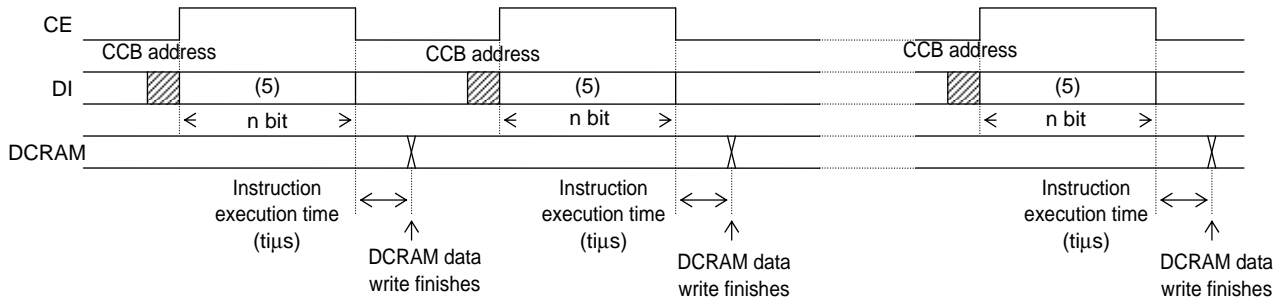 CE
CCB address
CCB address
CCB address
DI
(5)
(5)
(5)
n bit
n bit
n bit
DCRAM
Instruction
execution time
(tiµs)
Instruction
execution time
(tiµs)
Instruction
execution time
(tiµs)
DCRAM data
write finishes
DCRAM data
write finishes
DCRAM data
write finishes